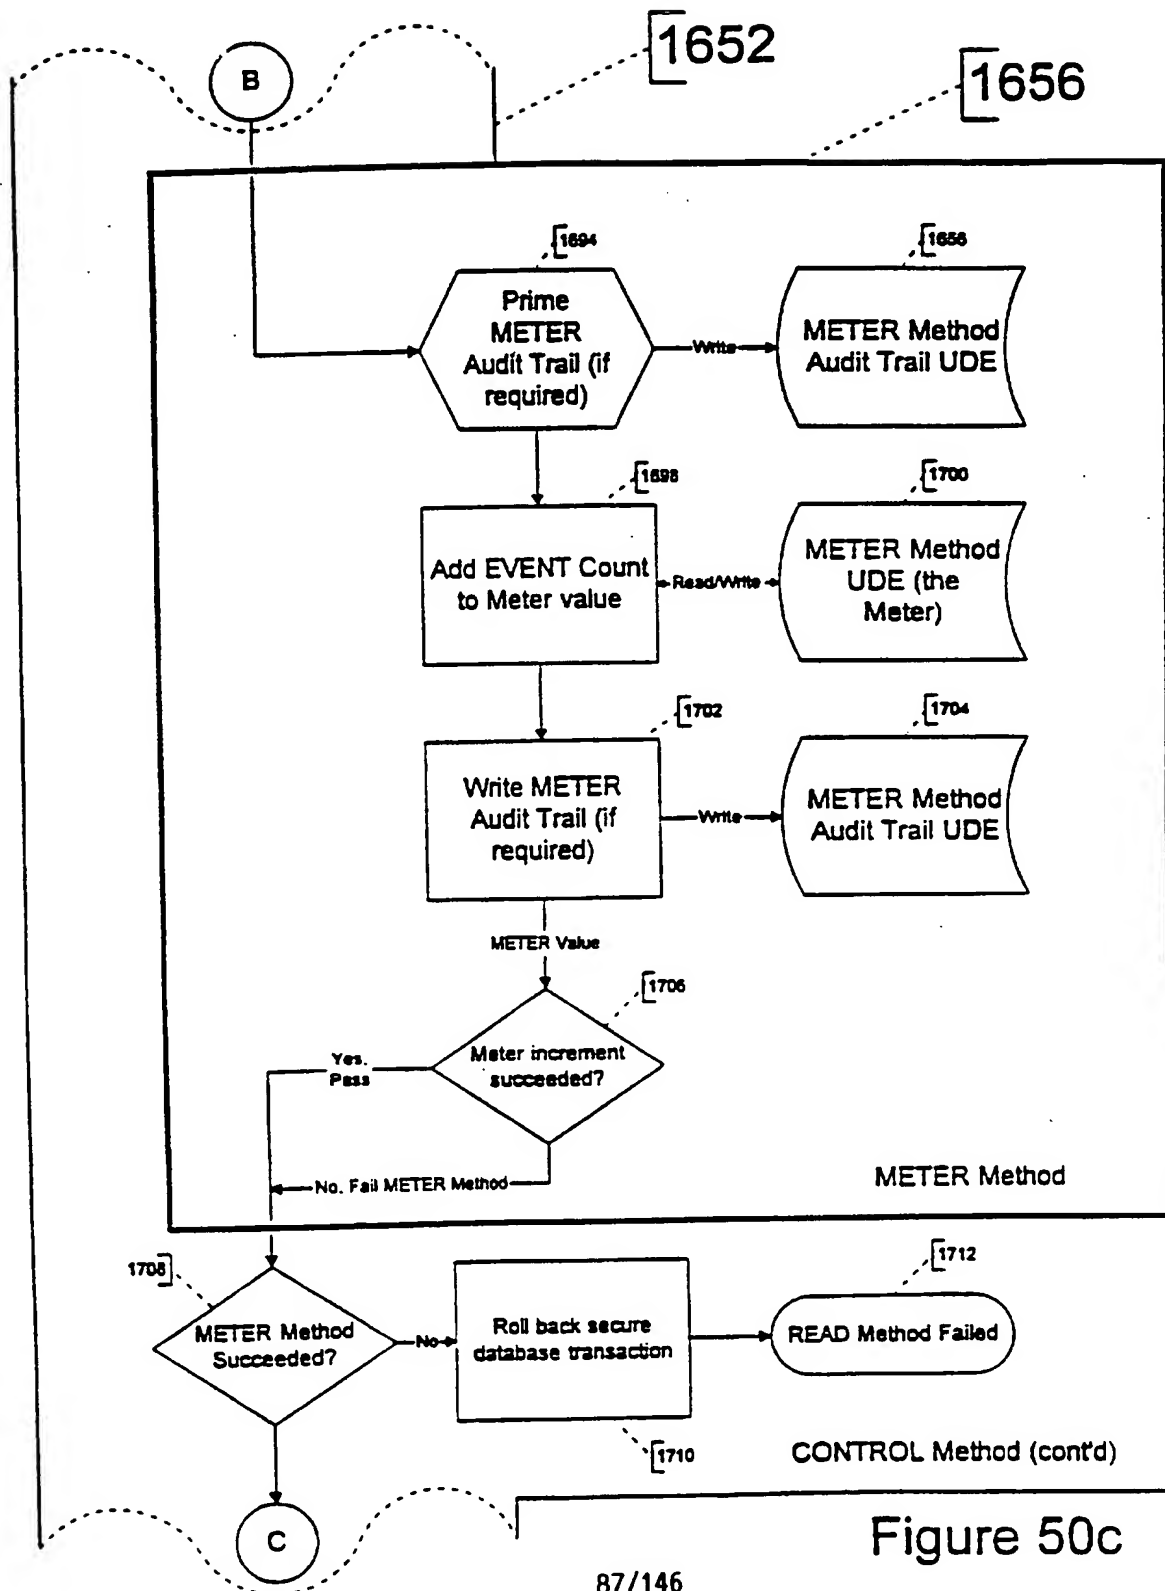 1652
B
1656
1694
1656
Prime
METER
Audit Trail (if
required)
Write
METER Method
Audit Trail UDE
1698
1700
Add EVENT Count
to Meter value
Read/Write
METER Method
UDE (the
Meter)
1702
1704
Write METER
Audit Trail (if
required)
Write
METER Method
Audit Trail UDE
METER Value
1706
Meter increment
succeeded?
Yes.
Pass
No. Fail METER Method
METER Method
1708
1712
METER Method
Succeeded?
No
Roll back secure
database transaction
READ Method Failed
1710
CONTROL Method (cont'd)
C
Figure 50c
87/146